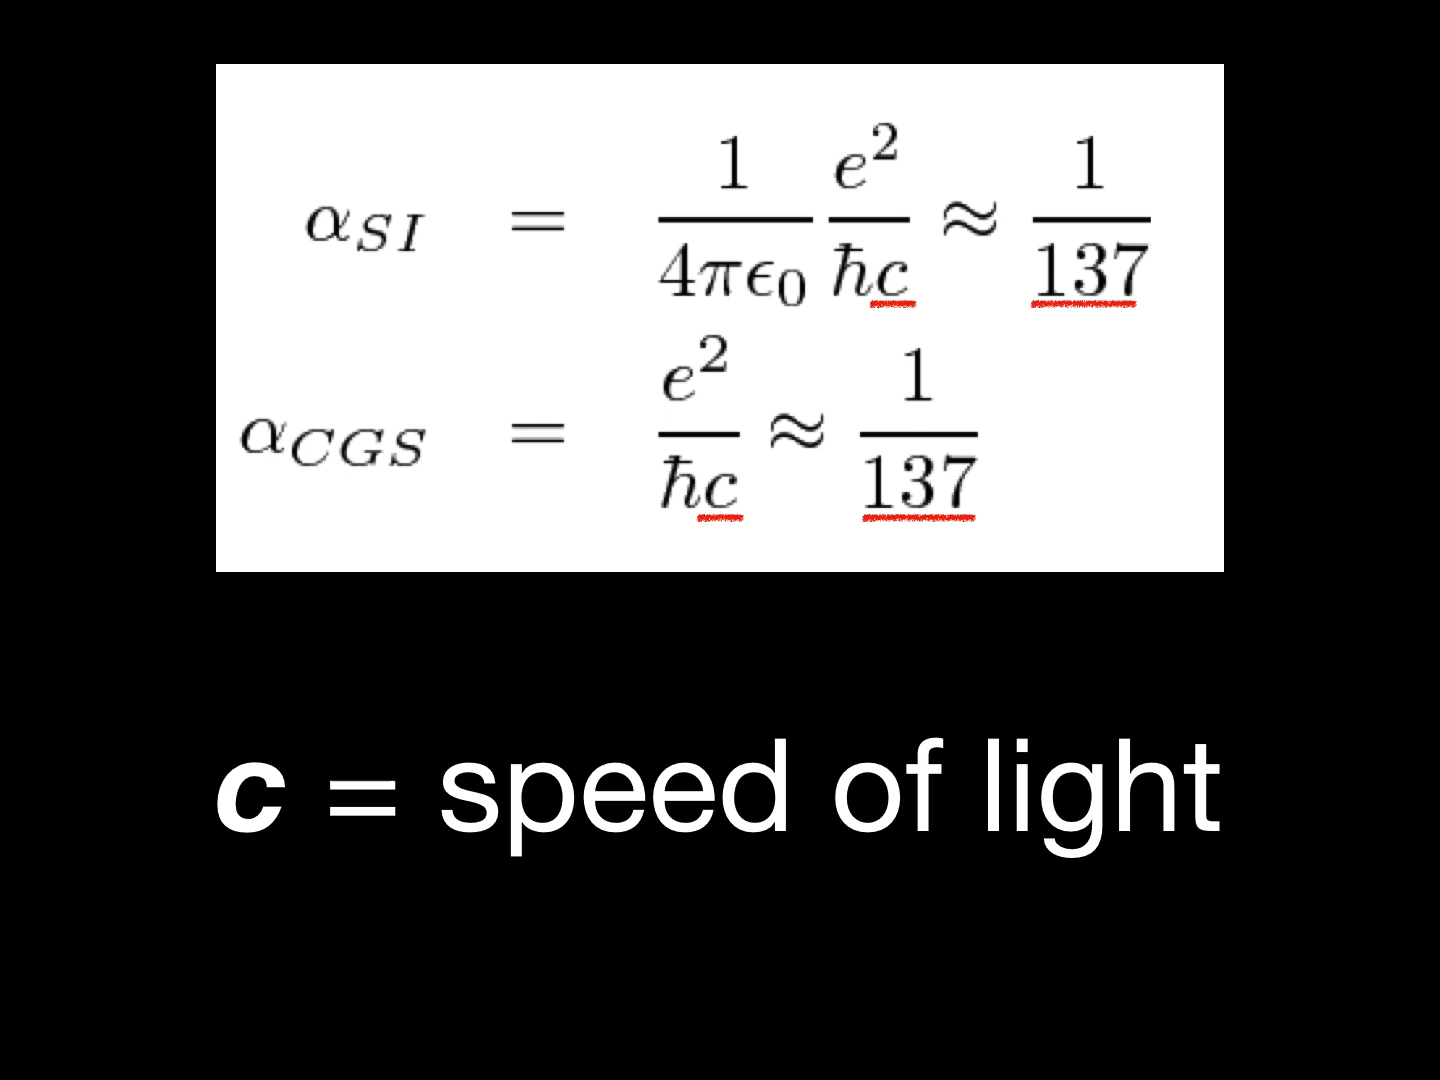 α_SI = 1/(4πϵ₀) e²/(ℏc) ≈ 1/137
α_CGS = e²/(ℏc) ≈ 1/137
c = speed of light